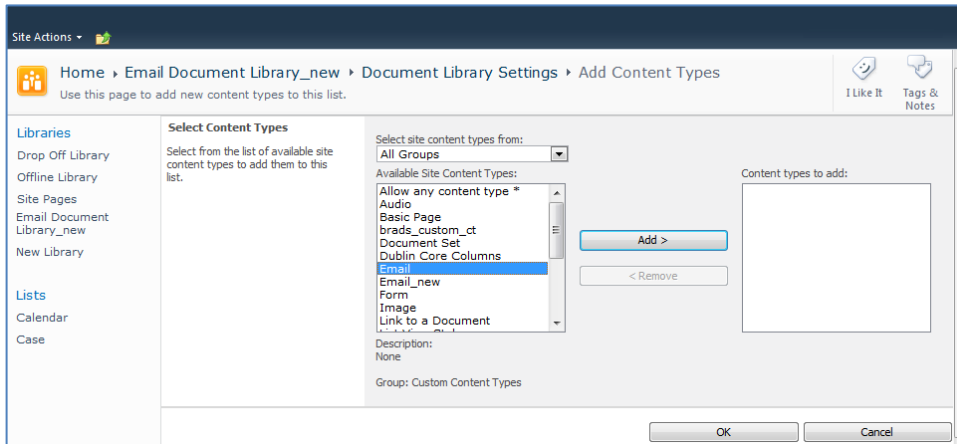 Site Actions
Home ▸ Email Document Library_new ▸ Document Library Settings ▸ Add Content Types
Use this page to add new content types to this list.
I Like It
Tags &
Notes
Libraries
Drop Off Library
Offline Library
Site Pages
Email Document
Library_new
New Library
Lists
Calendar
Case
Select Content Types
Select from the list of available site
content types to add them to this
list.
Select site content types from:
All Groups
Available Site Content Types:
Allow any content type *
Audio
Basic Page
brads_custom_ct
Document Set
Dublin Core Columns
Email
Email_new
Form
Image
Link to a Document
Description:
None
Group: Custom Content Types
Add >
< Remove
Content types to add:
OK
Cancel